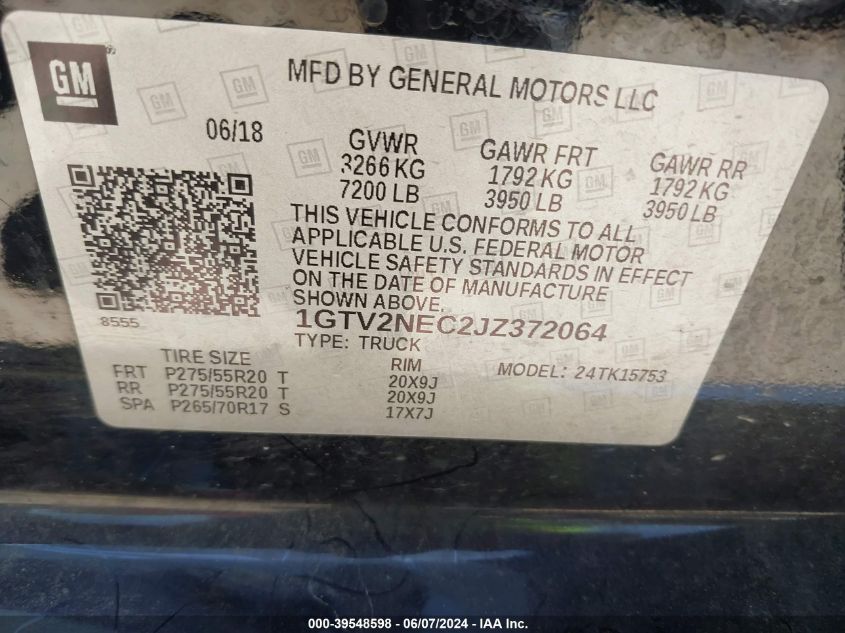 GM
MFD BY GENERAL MOTORS LLC
06/18
GVWR
3266 KG
7200 LB
GAWR FRT
1792 KG
3950 LB
GAWR RR
1792 KG
3950 LB
THIS VEHICLE CONFORMS TO ALL
APPLICABLE U.S. FEDERAL MOTOR
VEHICLE SAFETY STANDARDS IN EFFECT
ON THE DATE OF MANUFACTURE
SHOWN ABOVE.
8555
1GTV2NEC2JZ372064
TYPE: TRUCK
TIRE SIZE
RIM
MODEL: 24TK15753
FRT P275/55R20 T 20X9J
RR P275/55R20 T 20X9J
SPA P265/70R17 S 17X7J
000-39548598 - 06/07/2024 - IAA Inc.